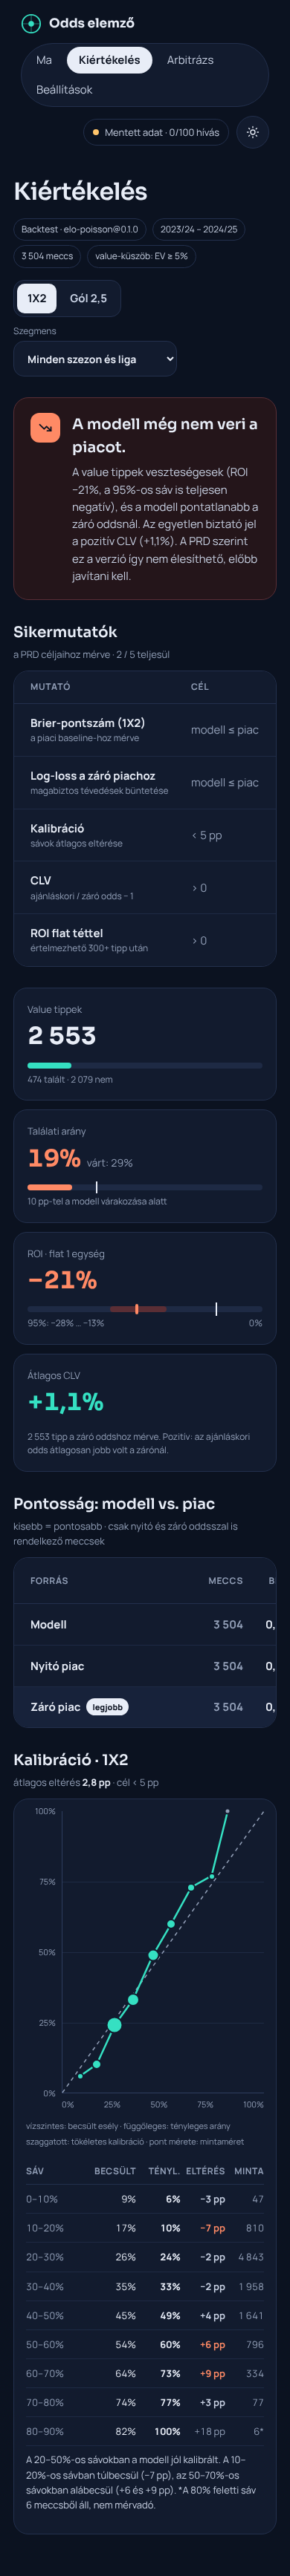 Odds elemző
Ma Kiértékelés Arbitrázs
Beállítások
Mentett adat · 0/100 hívás
Kiértékelés
Backtest · elo-poisson@0.1.0 2023/24 – 2024/25
3 504 meccs value-küszöb: EV ≥ 5%
1X2 Gól 2,5
Szegmens
Minden szezon és liga
A modell még nem veri a
piacot.
A value tippek veszteségesek (ROI
−21%, a 95%-os sáv is teljesen
negatív), és a modell pontatlanabb a
záró oddsnál. Az egyetlen biztató jel
a pozitív CLV (+1,1%). A PRD szerint
ez a verzió így nem élesíthető, előbb
javítani kell.
Sikermutatók
a PRD céljaihoz mérve · 2 / 5 teljesül
MUTATÓ CÉL
Brier-pontszám (1X2)
a piaci baseline-hoz mérve
modell ≤ piac
Log-loss a záró piachoz
magabiztos tévedések büntetése
modell ≤ piac
Kalibráció
sávok átlagos eltérése
< 5 pp
CLV
ajánláskori / záró odds − 1
> 0
ROI flat téttel
értelmezhető 300+ tipp után
> 0
Value tippek
2 553
474 talált · 2 079 nem
Találati arány
19% várt: 29%
10 pp-tel a modell várakozása alatt
ROI · flat 1 egység
−21%
95%: −28% … −13% 0%
Átlagos CLV
+1,1%
2 553 tipp a záró oddshoz mérve. Pozitív: az ajánláskori
odds átlagosan jobb volt a zárónál.
Pontosság: modell vs. piac
kisebb = pontosabb · csak nyitó és záró oddsszal is
rendelkező meccsek
FORRÁS MECCS B
Modell 3 504 0,
Nyitó piac 3 504 0,
Záró piac legjobb 3 504 0,
Kalibráció · 1X2
átlagos eltérés 2,8 pp · cél < 5 pp
100%
75%
50%
25%
0%
0% 25% 50% 75% 100%
vízszintes: becsült esély · függőleges: tényleges arány
szaggatott: tökéletes kalibráció · pont mérete: mintaméret
SÁV BECSÜLT TÉNYL. ELTÉRÉS MINTA
0–10% 9% 6% −3 pp 47
10–20% 17% 10% −7 pp 810
20–30% 26% 24% −2 pp 4 843
30–40% 35% 33% −2 pp 1 958
40–50% 45% 49% +4 pp 1 641
50–60% 54% 60% +6 pp 796
60–70% 64% 73% +9 pp 334
70–80% 74% 77% +3 pp 77
80–90% 82% 100% +18 pp 6*
A 20–50%-os sávokban a modell jól kalibrált. A 10–
20%-os sávban túlbecsül (−7 pp), az 50–70%-os
sávokban alábecsül (+6 és +9 pp). *A 80% feletti sáv
6 meccsből áll, nem mérvadó.